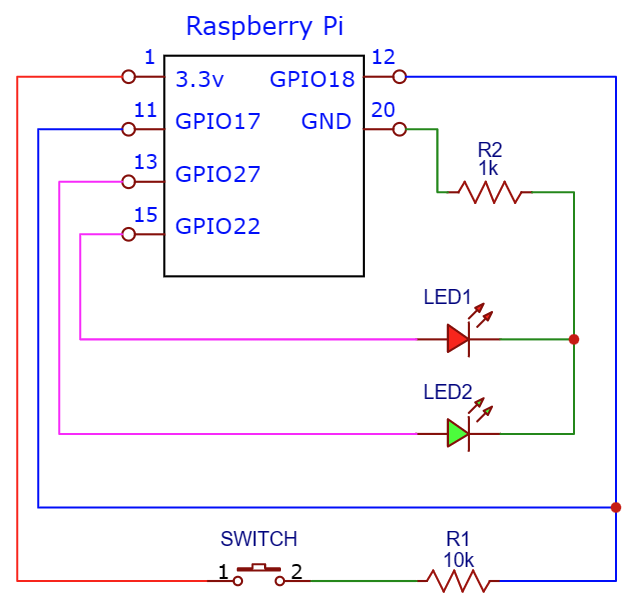 Raspberry Pi
1
12
3.3v
GPIO18
11
20
GPIO17
GND
13
R2
1k
GPIO27
15
GPIO22
LED1
LED2
SWITCH
R1
10k
1
2